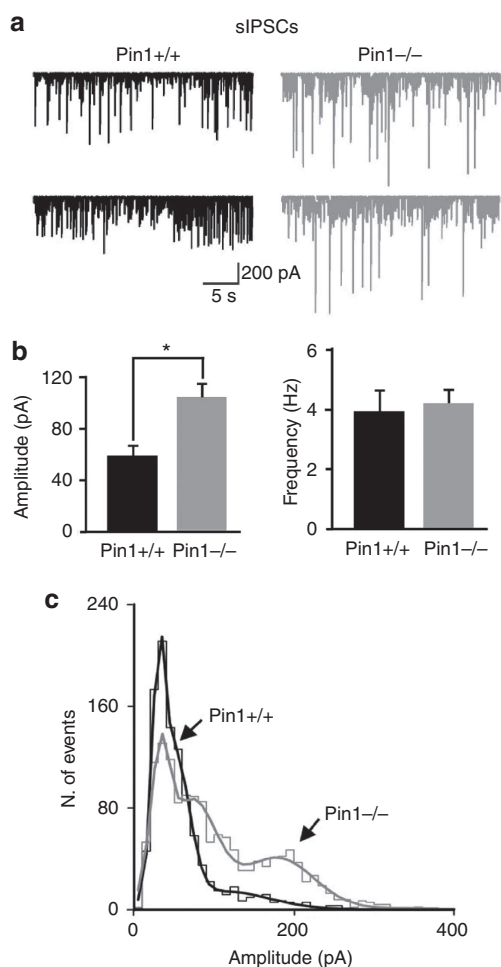 a
sIPSCs
Pin1+/+ Pin1–/–
200 pA
5 s
b
*
Amplitude (pA)
120
80
40
0
Pin1+/+ Pin1–/–
Frequency (Hz)
6
4
2
0
Pin1+/+ Pin1–/–
c
N. of events
240
160
80
0
Pin1+/+
Pin1–/–
0 200 400
Amplitude (pA)